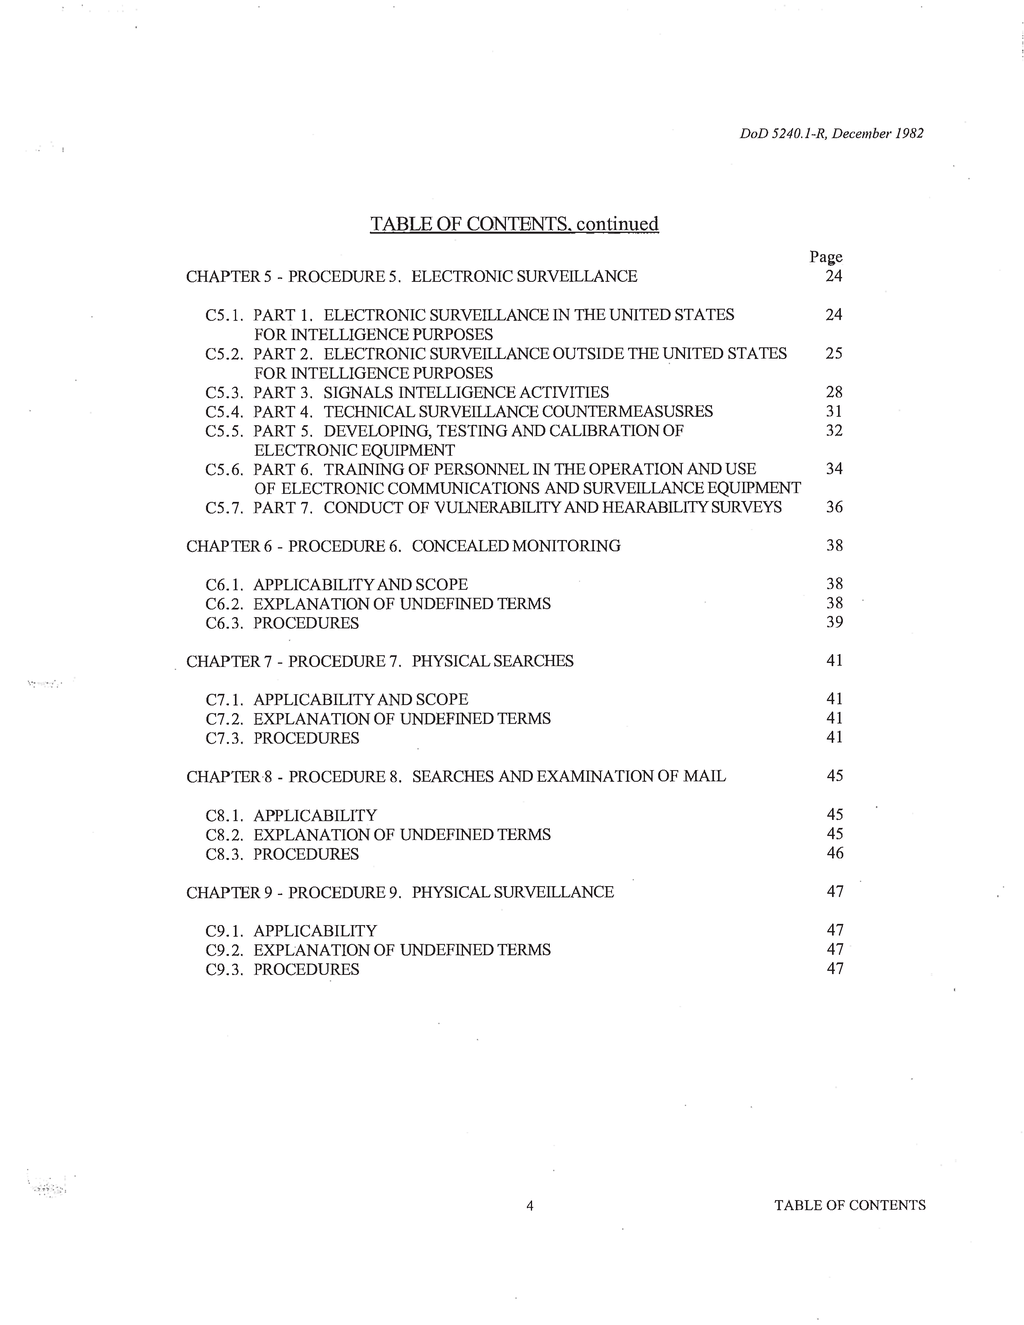 DoD 5240.1-R, December 1982
TABLE OF CONTENTS, continued
Page
CHAPTER 5 - PROCEDURE 5. ELECTRONIC SURVEILLANCE 24
C5.1. PART 1. ELECTRONIC SURVEILLANCE IN THE UNITED STATES 24
FOR INTELLIGENCE PURPOSES
C5.2. PART 2. ELECTRONIC SURVEILLANCE OUTSIDE THE UNITED STATES 25
FOR INTELLIGENCE PURPOSES
C5.3. PART 3. SIGNALS INTELLIGENCE ACTIVITIES 28
C5.4. PART 4. TECHNICAL SURVEILLANCE COUNTERMEASUSRES 31
C5.5. PART 5. DEVELOPING, TESTING AND CALIBRATION OF 32
ELECTRONIC EQUIPMENT
C5.6. PART 6. TRAINING OF PERSONNEL IN THE OPERATION AND USE 34
OF ELECTRONIC COMMUNICATIONS AND SURVEILLANCE EQUIPMENT
C5.7. PART 7. CONDUCT OF VULNERABILITY AND HEARABILITY SURVEYS 36
CHAPTER 6 - PROCEDURE 6. CONCEALED MONITORING 38
C6.1. APPLICABILITY AND SCOPE 38
C6.2. EXPLANATION OF UNDEFINED TERMS 38
C6.3. PROCEDURES 39
CHAPTER 7 - PROCEDURE 7. PHYSICAL SEARCHES 41
C7.1. APPLICABILITY AND SCOPE 41
C7.2. EXPLANATION OF UNDEFINED TERMS 41
C7.3. PROCEDURES 41
CHAPTER 8 - PROCEDURE 8. SEARCHES AND EXAMINATION OF MAIL 45
C8.1. APPLICABILITY 45
C8.2. EXPLANATION OF UNDEFINED TERMS 45
C8.3. PROCEDURES 46
CHAPTER 9 - PROCEDURE 9. PHYSICAL SURVEILLANCE 47
C9.1. APPLICABILITY 47
C9.2. EXPLANATION OF UNDEFINED TERMS 47
C9.3. PROCEDURES 47
4 TABLE OF CONTENTS